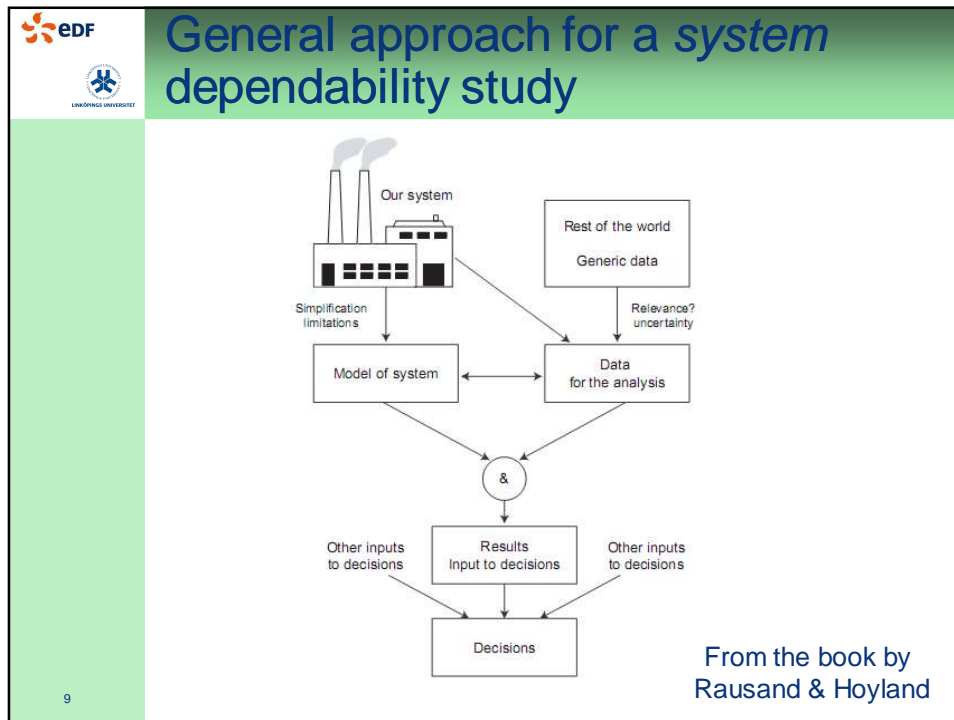 edF
LINKÖPINGS UNIVERSITET
General approach for a system
dependability study
Our system
Rest of the world
Generic data
Simplification
limitations
Relevance?
uncertainty
Model of system
Data
for the analysis
&
Other inputs
to decisions
Results
Input to decisions
Other inputs
to decisions
Decisions
From the book by
Rausand & Hoyland
9